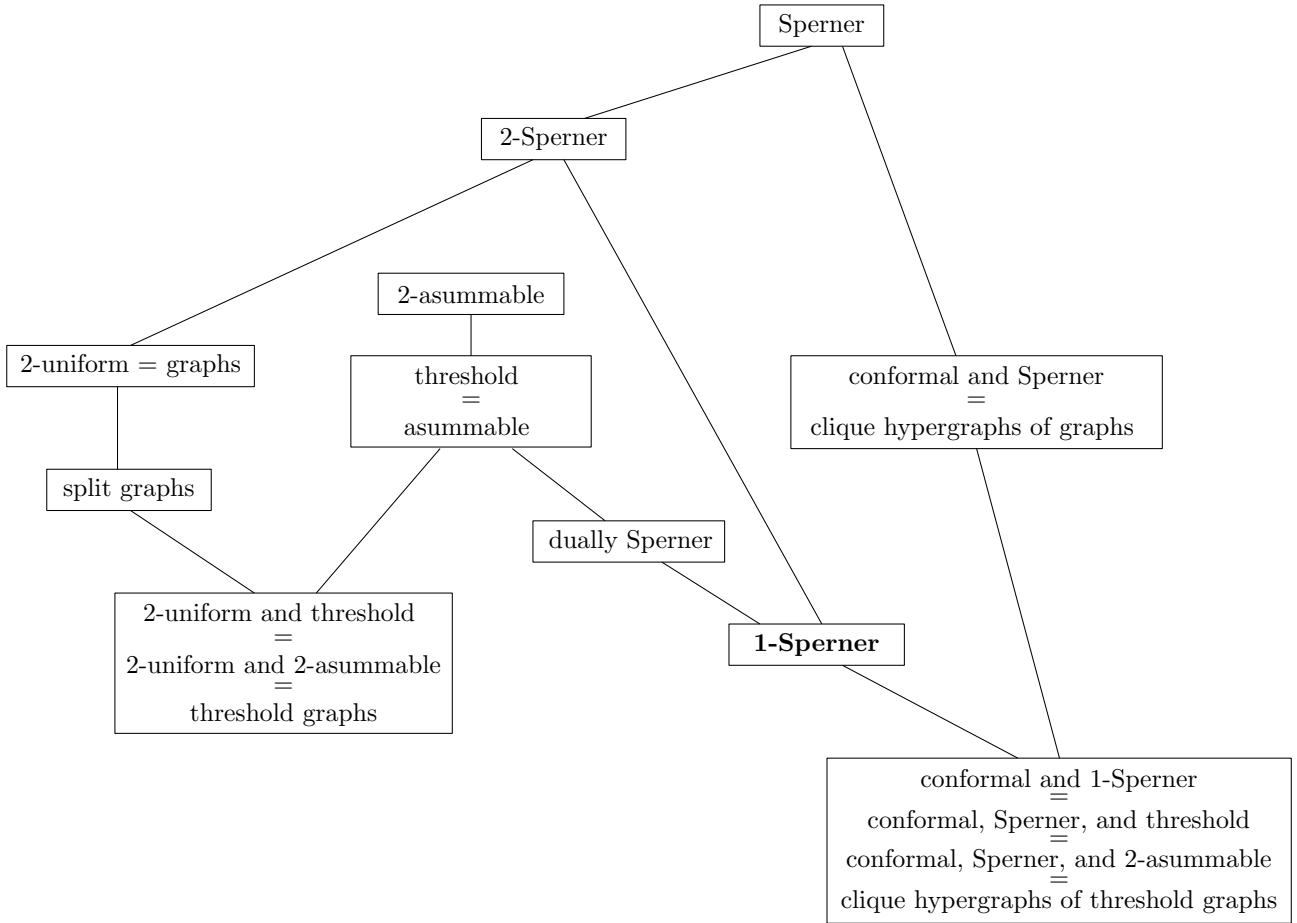 Sperner
2-Sperner
2-asummable
2-uniform = graphs
threshold
=
asummable
conformal and Sperner
=
clique hypergraphs of graphs
split graphs
dually Sperner
2-uniform and threshold
=
2-uniform and 2-asummable
=
threshold graphs
1-Sperner
conformal and 1-Sperner
=
conformal, Sperner, and threshold
=
conformal, Sperner, and 2-asummable
=
clique hypergraphs of threshold graphs